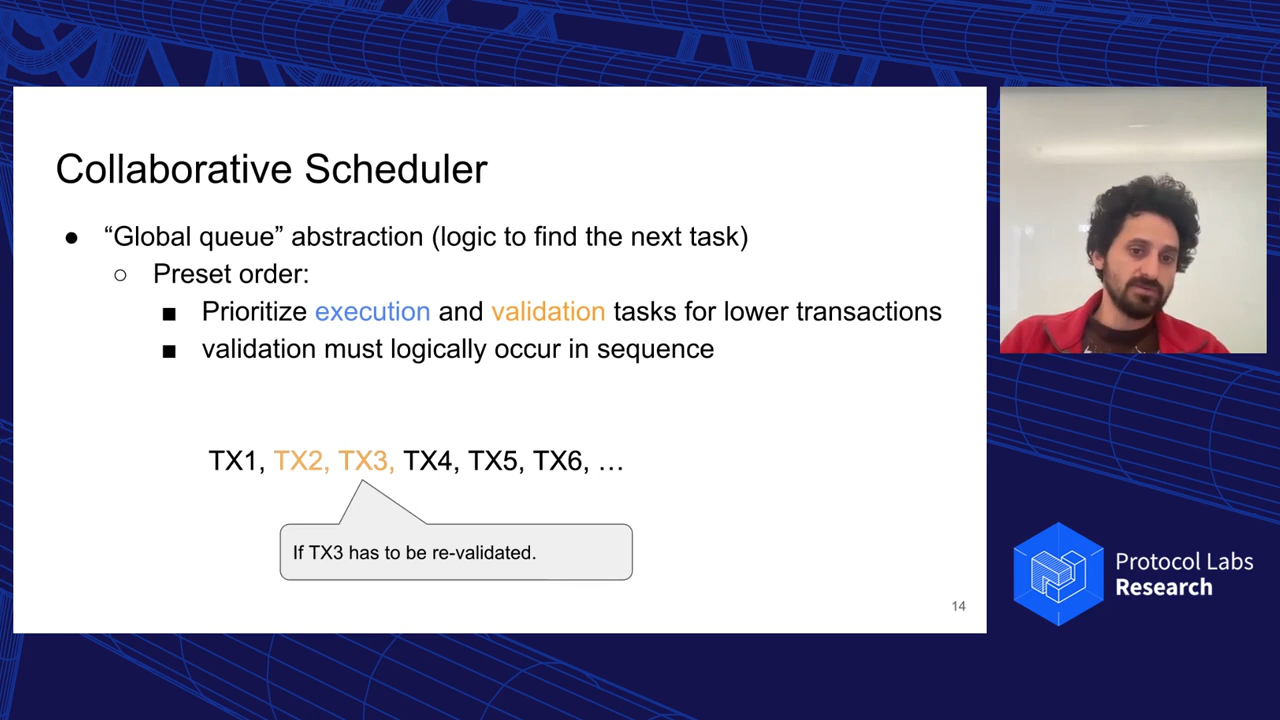 Collaborative Scheduler
● “Global queue” abstraction (logic to find the next task)
○ Preset order:
■ Prioritize execution and validation tasks for lower transactions
■ validation must logically occur in sequence
TX1, TX2, TX3, TX4, TX5, TX6, …
If TX3 has to be re-validated.
14
Protocol Labs
Research